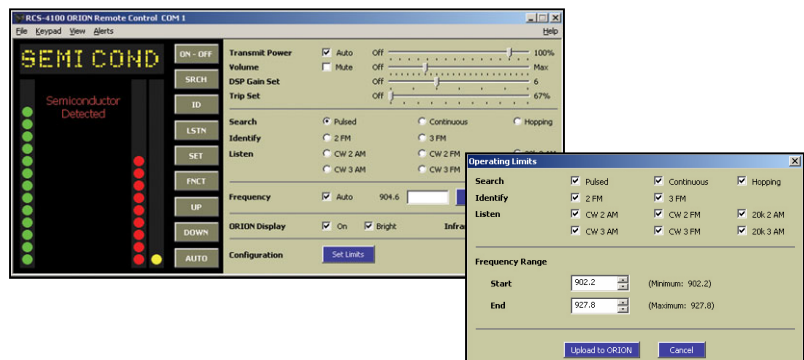 RCS-4100 ORION Remote Control COM 1
File Keypad View Alerts Help
SEMI COND
Semiconductor
Detected
ON - OFF
SRCH
ID
LSTN
SET
FNCT
UP
DOWN
AUTO
Transmit Power Auto Off 100%
Volume Mute Off Max
DSP Gain Set Off 6
Trip Set Off 67%
Search Pulsed Continuous Hopping
Identify 2 FM 3 FM
Listen CW 2 AM CW 2 FM
CW 3 AM CW 3 FM
Frequency Auto 904.6
ORION Display On Bright Infra
Configuration Set Limits
Operating Limits
Search Pulsed Continuous Hopping
Identify 2 FM 3 FM
Listen CW 2 AM CW 2 FM 20k 2 AM
CW 3 AM CW 3 FM 20k 3 AM
Frequency Range
Start 902.2 (Minimum: 902.2)
End 927.8 (Maximum: 927.8)
Upload to ORION Cancel